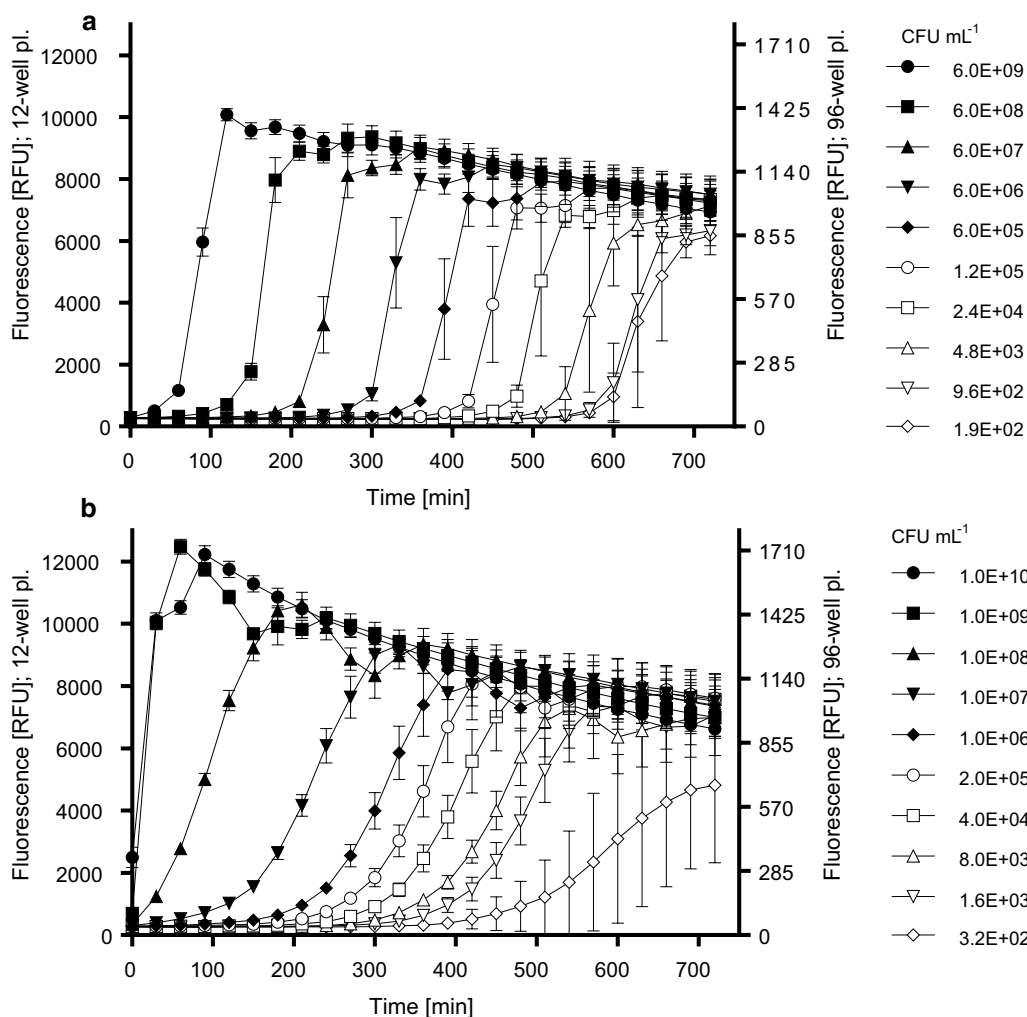 a
Fluorescence [RFU]; 12-well pl.
12000
10000
8000
6000
4000
2000
0
0 100 200 300 400 500 600 700
Time [min]
Fluorescence [RFU]; 96-well pl.
1710
1425
1140
855
570
285
0
CFU mL-1
6.0E+09
6.0E+08
6.0E+07
6.0E+06
6.0E+05
1.2E+05
2.4E+04
4.8E+03
9.6E+02
1.9E+02
b
Fluorescence [RFU]; 12-well pl.
12000
10000
8000
6000
4000
2000
0
0 100 200 300 400 500 600 700
Time [min]
Fluorescence [RFU]; 96-well pl.
1710
1425
1140
855
570
285
0
CFU mL-1
1.0E+10
1.0E+09
1.0E+08
1.0E+07
1.0E+06
2.0E+05
4.0E+04
8.0E+03
1.6E+03
3.2E+02